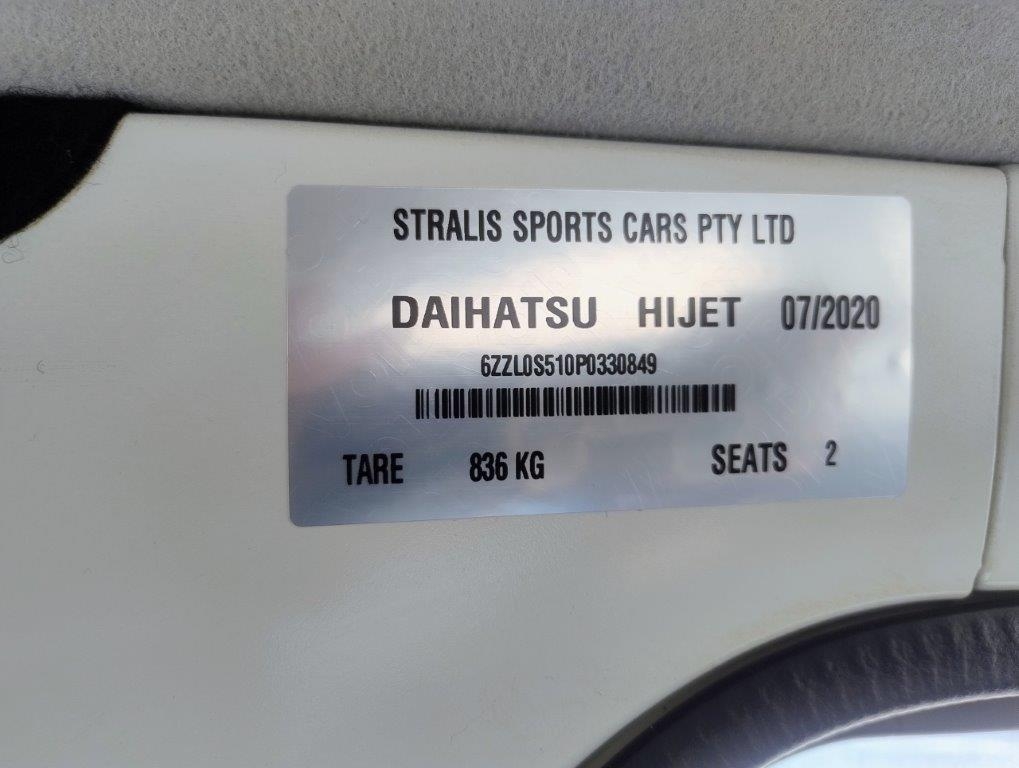 STRALIS SPORTS CARS PTY LTD
DAIHATSU HIJET 07/2020
6ZZL0S510P0330849
TARE 836 KG SEATS 2